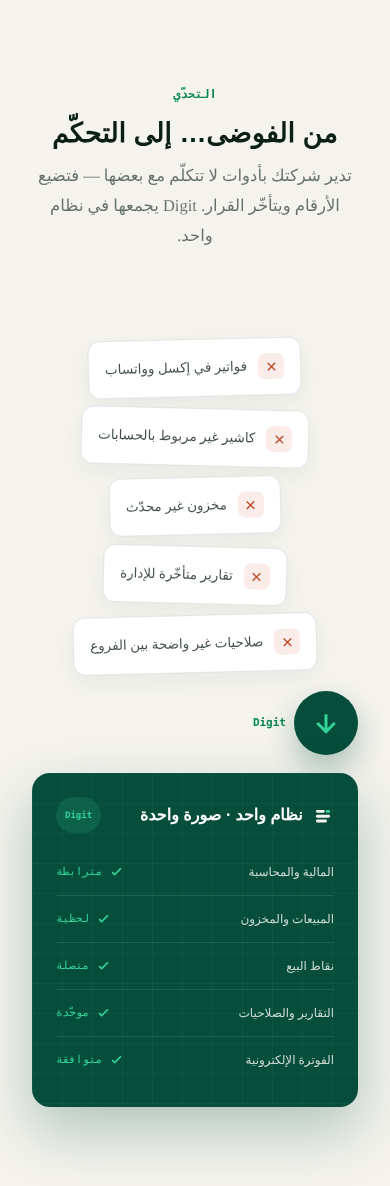 التحدّي
من الفوضى... إلى التحكّم
تدير شركتك بأدوات لا تتكلّم مع بعضها — فتضيع
الأرقام ويتأخّر القرار. Digit يجمعها في نظام
واحد.
فواتير في إكسل وواتساب
كاشير غير مربوط بالحسابات
مخزون غير محدّث
تقارير متأخّرة للإدارة
صلاحيات غير واضحة بين الفروع
Digit
نظام واحد · صورة واحدة Digit
المالية والمحاسبة مترابطة
المبيعات والمخزون لحظية
نقاط البيع متصلة
التقارير والصلاحيات موحّدة
الفوترة الإلكترونية متوافقة